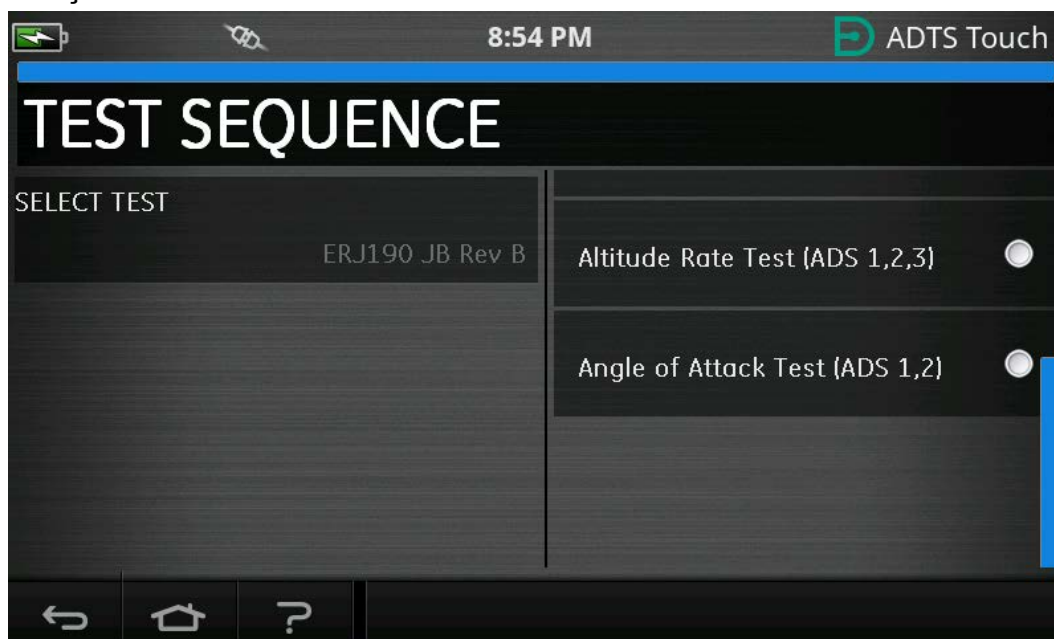 8:54 PM
ADTS Touch
TEST SEQUENCE
SELECT TEST
ERJ190 JB Rev B
Altitude Rate Test (ADS 1,2,3)
Angle of Attack Test (ADS 1,2)